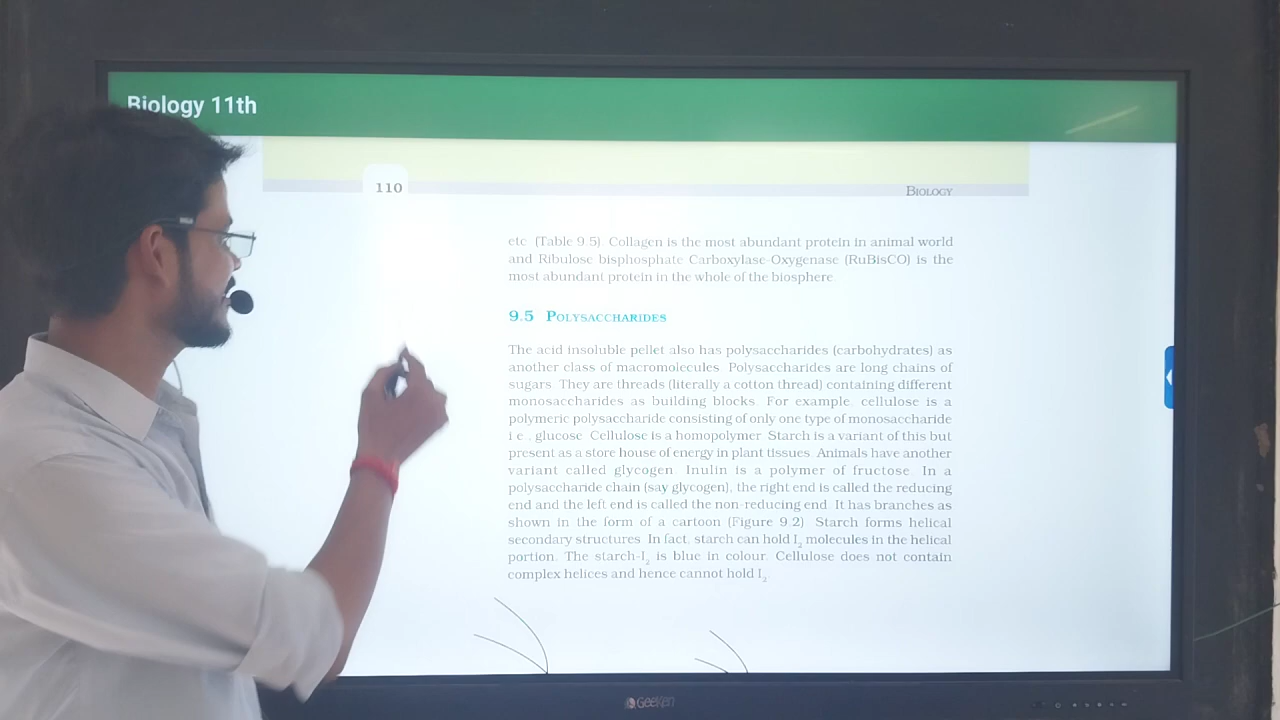 Biology 11th
110
BIOLOGY
etc (Table 9.5) Collagen is the most abundant protein in animal world
and Ribulose bisphosphate Carboxylase-Oxygenase (RuBisCO) is the
most abundant protein in the whole of the biosphere
9.5 POLYSACCHARIDES
The acid insoluble pellet also has polysaccharides (carbohydrates) as
another class of macromolecules Polysaccharides are long chains of
sugars They are threads (literally a cotton thread) containing different
monosaccharides as building blocks For example, cellulose is a
polymeric polysaccharide consisting of only one type of monosaccharide
i e , glucose Cellulose is a homopolymer Starch is a variant of this but
present as a store house of energy in plant tissues Animals have another
variant called glycogen Inulin is a polymer of fructose In a
polysaccharide chain (say glycogen), the right end is called the reducing
end and the left end is called the non-reducing end It has branches as
shown in the form of a cartoon (Figure 9.2) Starch forms helical
secondary structures In fact, starch can hold I₂ molecules in the helical
portion. The starch-I₂ is blue in colour. Cellulose does not contain
complex helices and hence cannot hold I₂.
Geeken